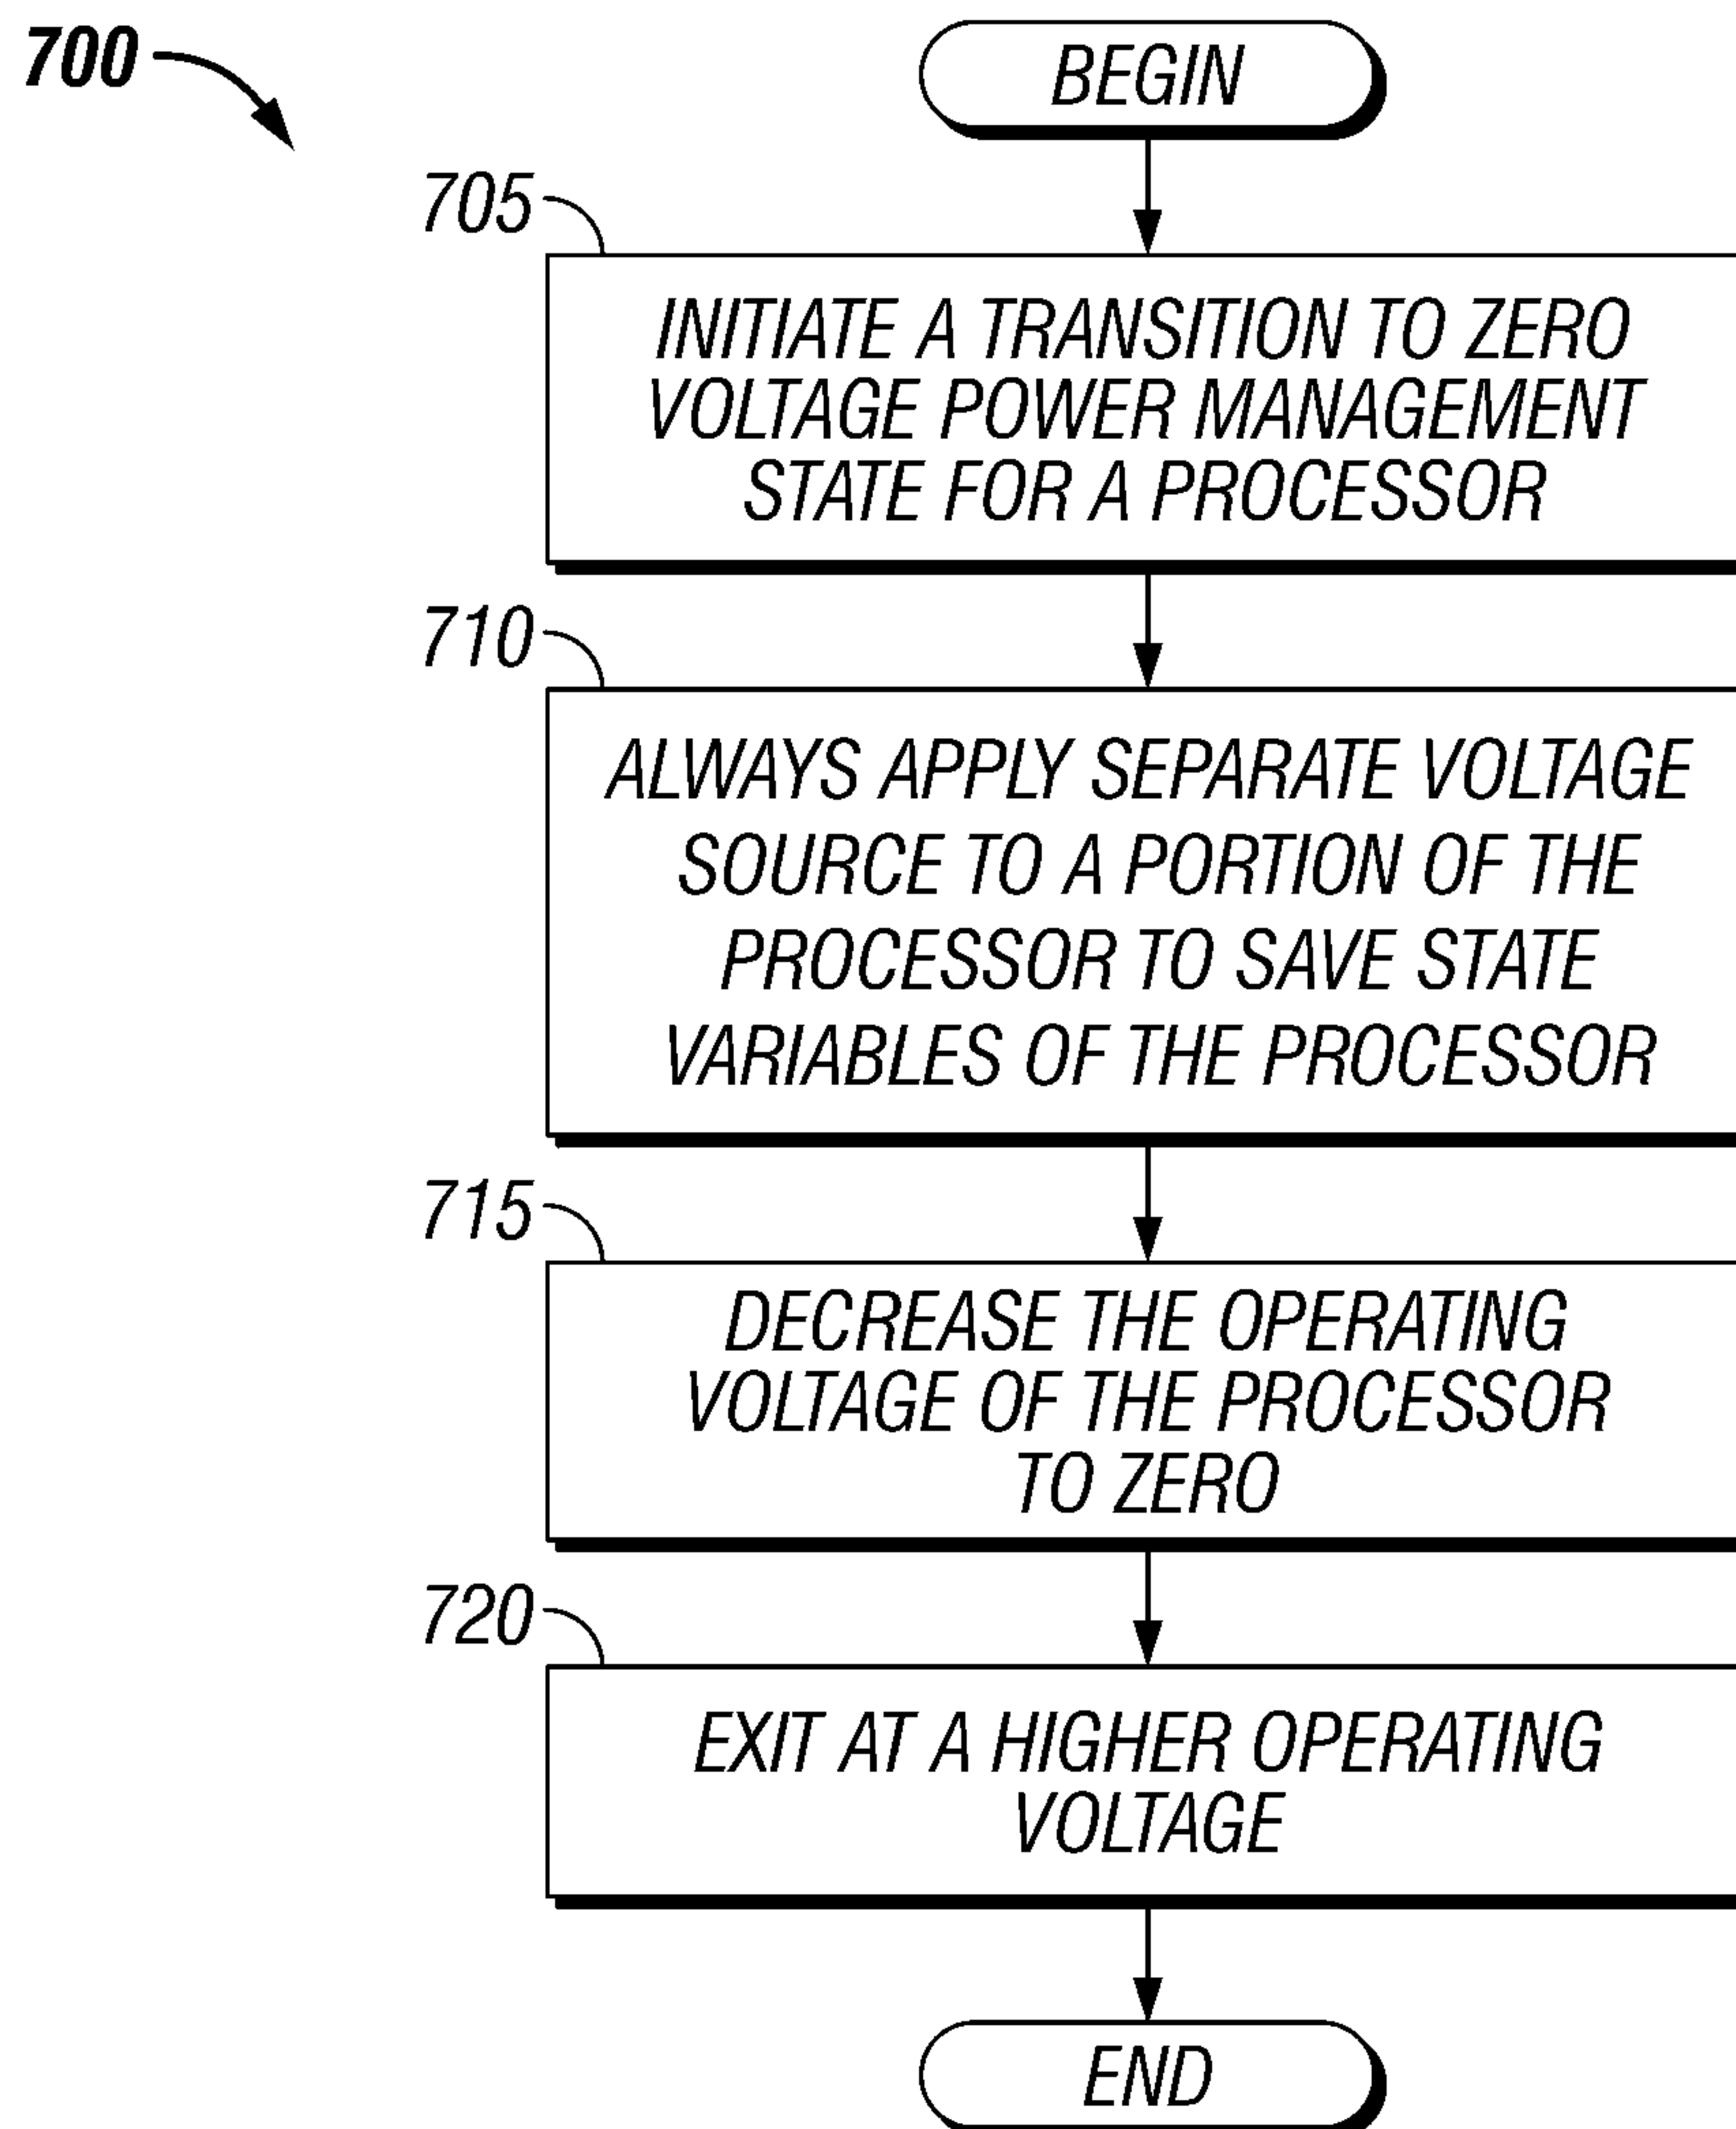 700
BEGIN
705
INITIATE A TRANSITION TO ZERO
VOLTAGE POWER MANAGEMENT
STATE FOR A PROCESSOR
710
ALWAYS APPLY SEPARATE VOLTAGE
SOURCE TO A PORTION OF THE
PROCESSOR TO SAVE STATE
VARIABLES OF THE PROCESSOR
715
DECREASE THE OPERATING
VOLTAGE OF THE PROCESSOR
TO ZERO
720
EXIT AT A HIGHER OPERATING
VOLTAGE
END